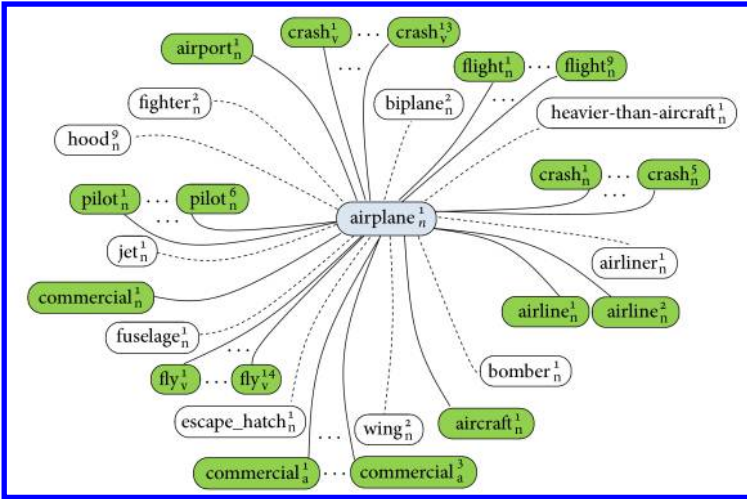 crash¹ᵥ ... crash¹³ᵥ
airport¹ₙ
...
flight¹ₙ ... flight⁹ₙ
...
fighter²ₙ
biplane²ₙ
heavier-than-aircraft¹ₙ
hood⁹ₙ
crash¹ₙ ... crash⁵ₙ
...
pilot¹ₙ ... pilot⁶ₙ
...
airplane¹ₙ
jet¹ₙ
airliner¹ₙ
commercial¹ₙ
airline¹ₙ airline²ₙ
fuselage¹ₙ
...
bomber¹ₙ
fly¹ᵥ ... fly¹⁴ᵥ
escape_hatch¹ₙ
wing²ₙ
aircraft¹ₙ
...
commercial¹ₐ ... commercial³ₐ